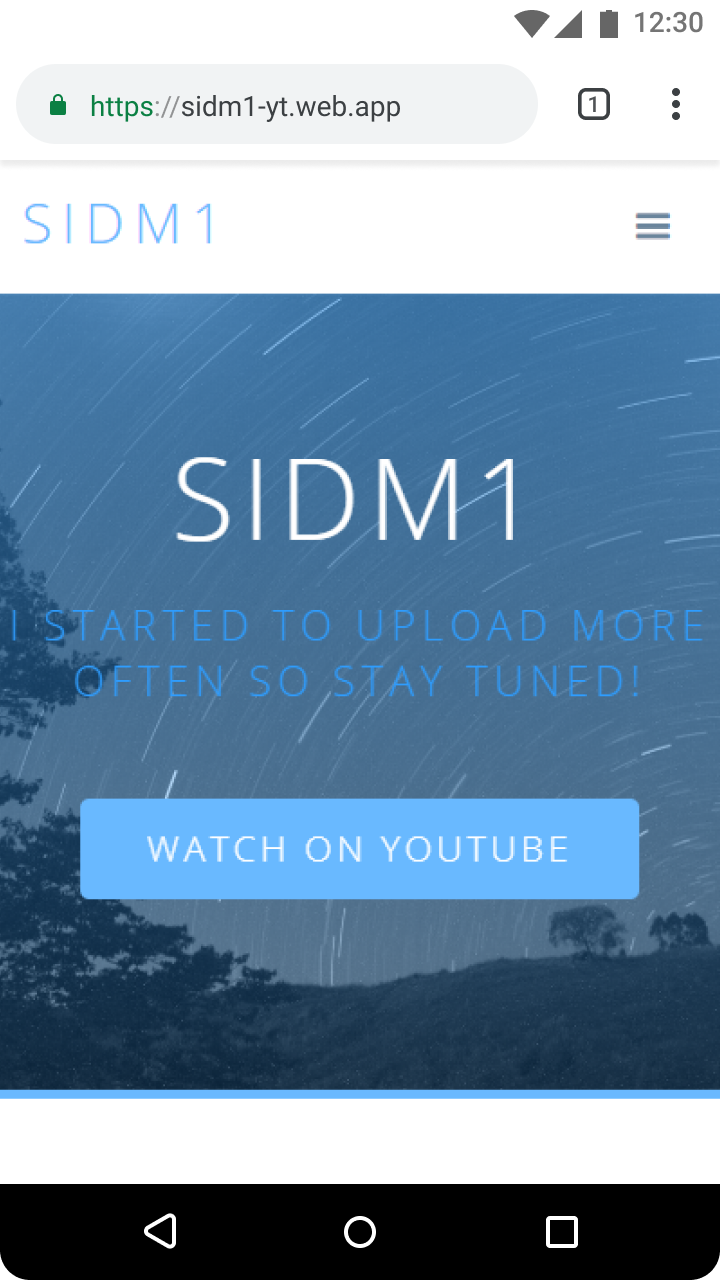 12:30
https://sidm1-yt.web.app
1
SIDM1
SIDM1
I STARTED TO UPLOAD MORE
OFTEN SO STAY TUNED!
WATCH ON YOUTUBE